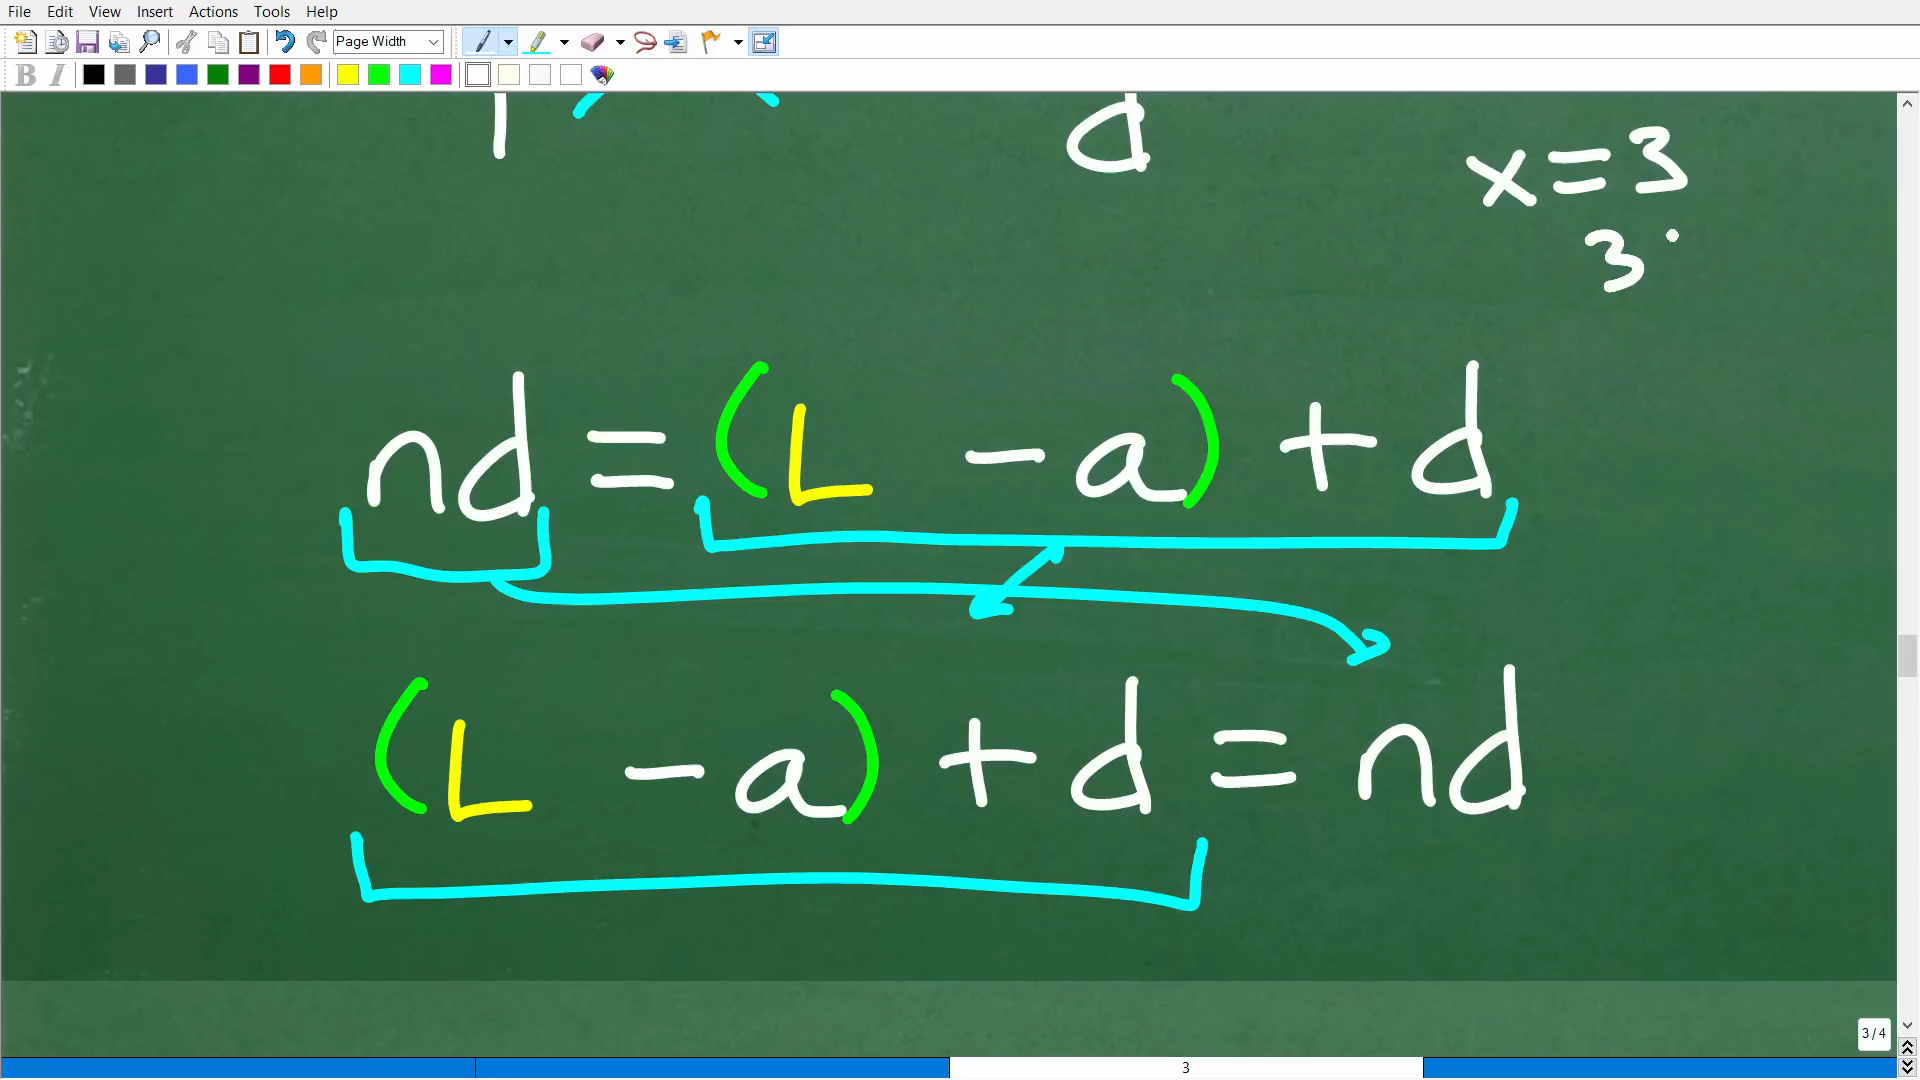 File Edit View Insert Actions Tools Help
Page Width
B I
d
x=3
3
nd = (L - a) + d
(L - a) + d = nd
3 / 4
3